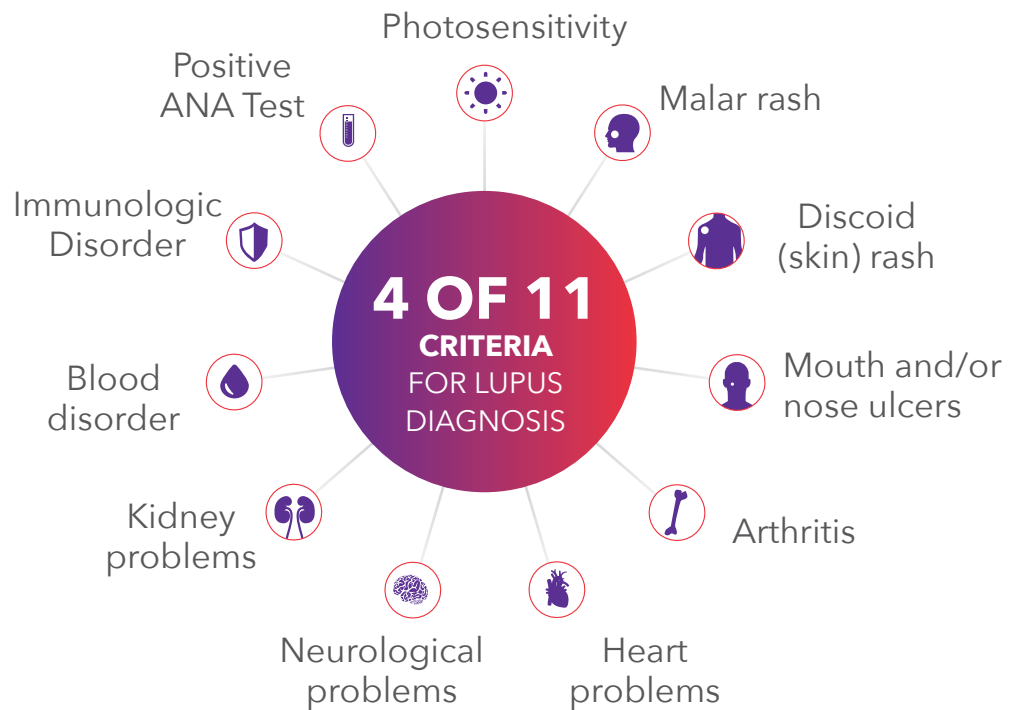 Photosensitivity
Positive
ANA Test
Malar rash
Immunologic
Disorder
Discoid
(skin) rash
4 OF 11
CRITERIA
FOR LUPUS
DIAGNOSIS
Blood
disorder
Mouth and/or
nose ulcers
Kidney
problems
Arthritis
Neurological
problems
Heart
problems